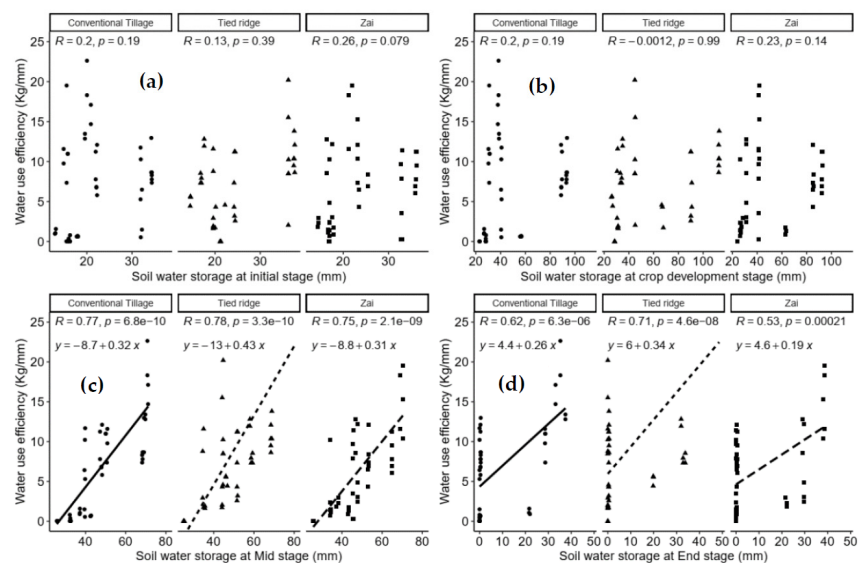 Conventional Tillage Tied ridge Zai
R = 0.2, p = 0.19 R = 0.13, p = 0.39 R = 0.26, p = 0.079
(a)
Water use efficiency (Kg/mm)
25
20
15
10
5
0
20 30 20 30 20 30
Soil water storage at initial stage (mm)
Conventional Tillage Tied ridge Zai
R = 0.2, p = 0.19 R = −0.0012, p = 0.99 R = 0.23, p = 0.14
(b)
Water use efficiency (Kg/mm)
25
20
15
10
5
0
20 40 60 80 100 20 40 60 80 100 20 40 60 80 100
Soil water storage at crop development stage (mm)
Conventional Tillage Tied ridge Zai
R = 0.77, p = 6.8e−10 R = 0.78, p = 3.3e−10 R = 0.75, p = 2.1e−09
y = −8.7 + 0.32 x y = −13 + 0.43 x y = −8.8 + 0.31 x
(c)
Water use efficiency (Kg/mm)
25
20
15
10
5
0
40 60 80 40 60 80 40 60 80
Soil water storage at Mid stage (mm)
Conventional Tillage Tied ridge Zai
R = 0.62, p = 6.3e−06 R = 0.71, p = 4.6e−08 R = 0.53, p = 0.00021
y = 4.4 + 0.26 x y = 6 + 0.34 x y = 4.6 + 0.19 x
(d)
Water use efficiency (Kg/mm)
25
20
15
10
5
0
0 10 20 30 40 50 0 10 20 30 40 50 0 10 20 30 40 50
Soil water storage at End stage (mm)